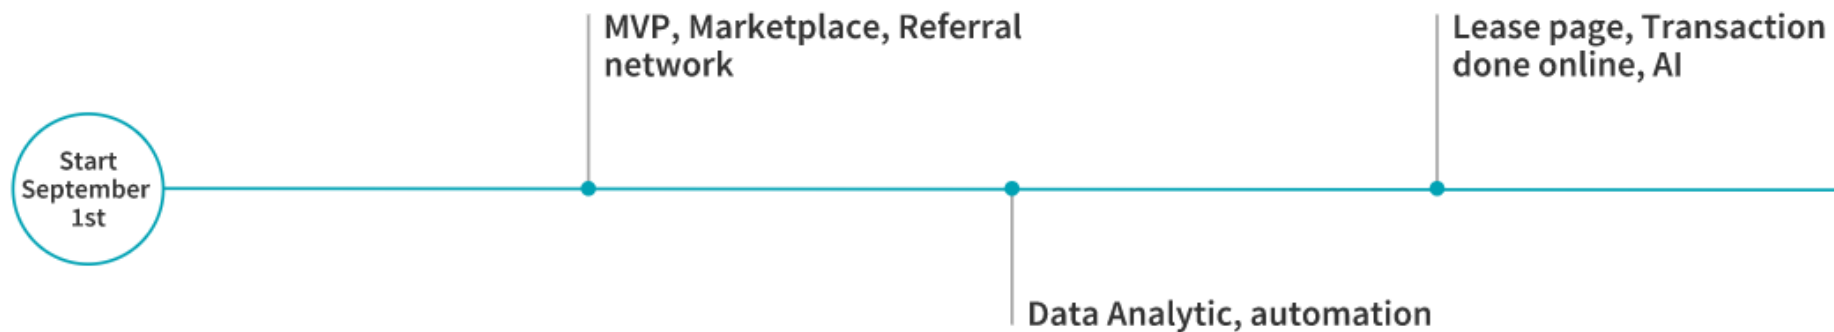 Start
September
1st
MVP, Marketplace, Referral
network
Data Analytic, automation
Lease page, Transaction
done online, AI